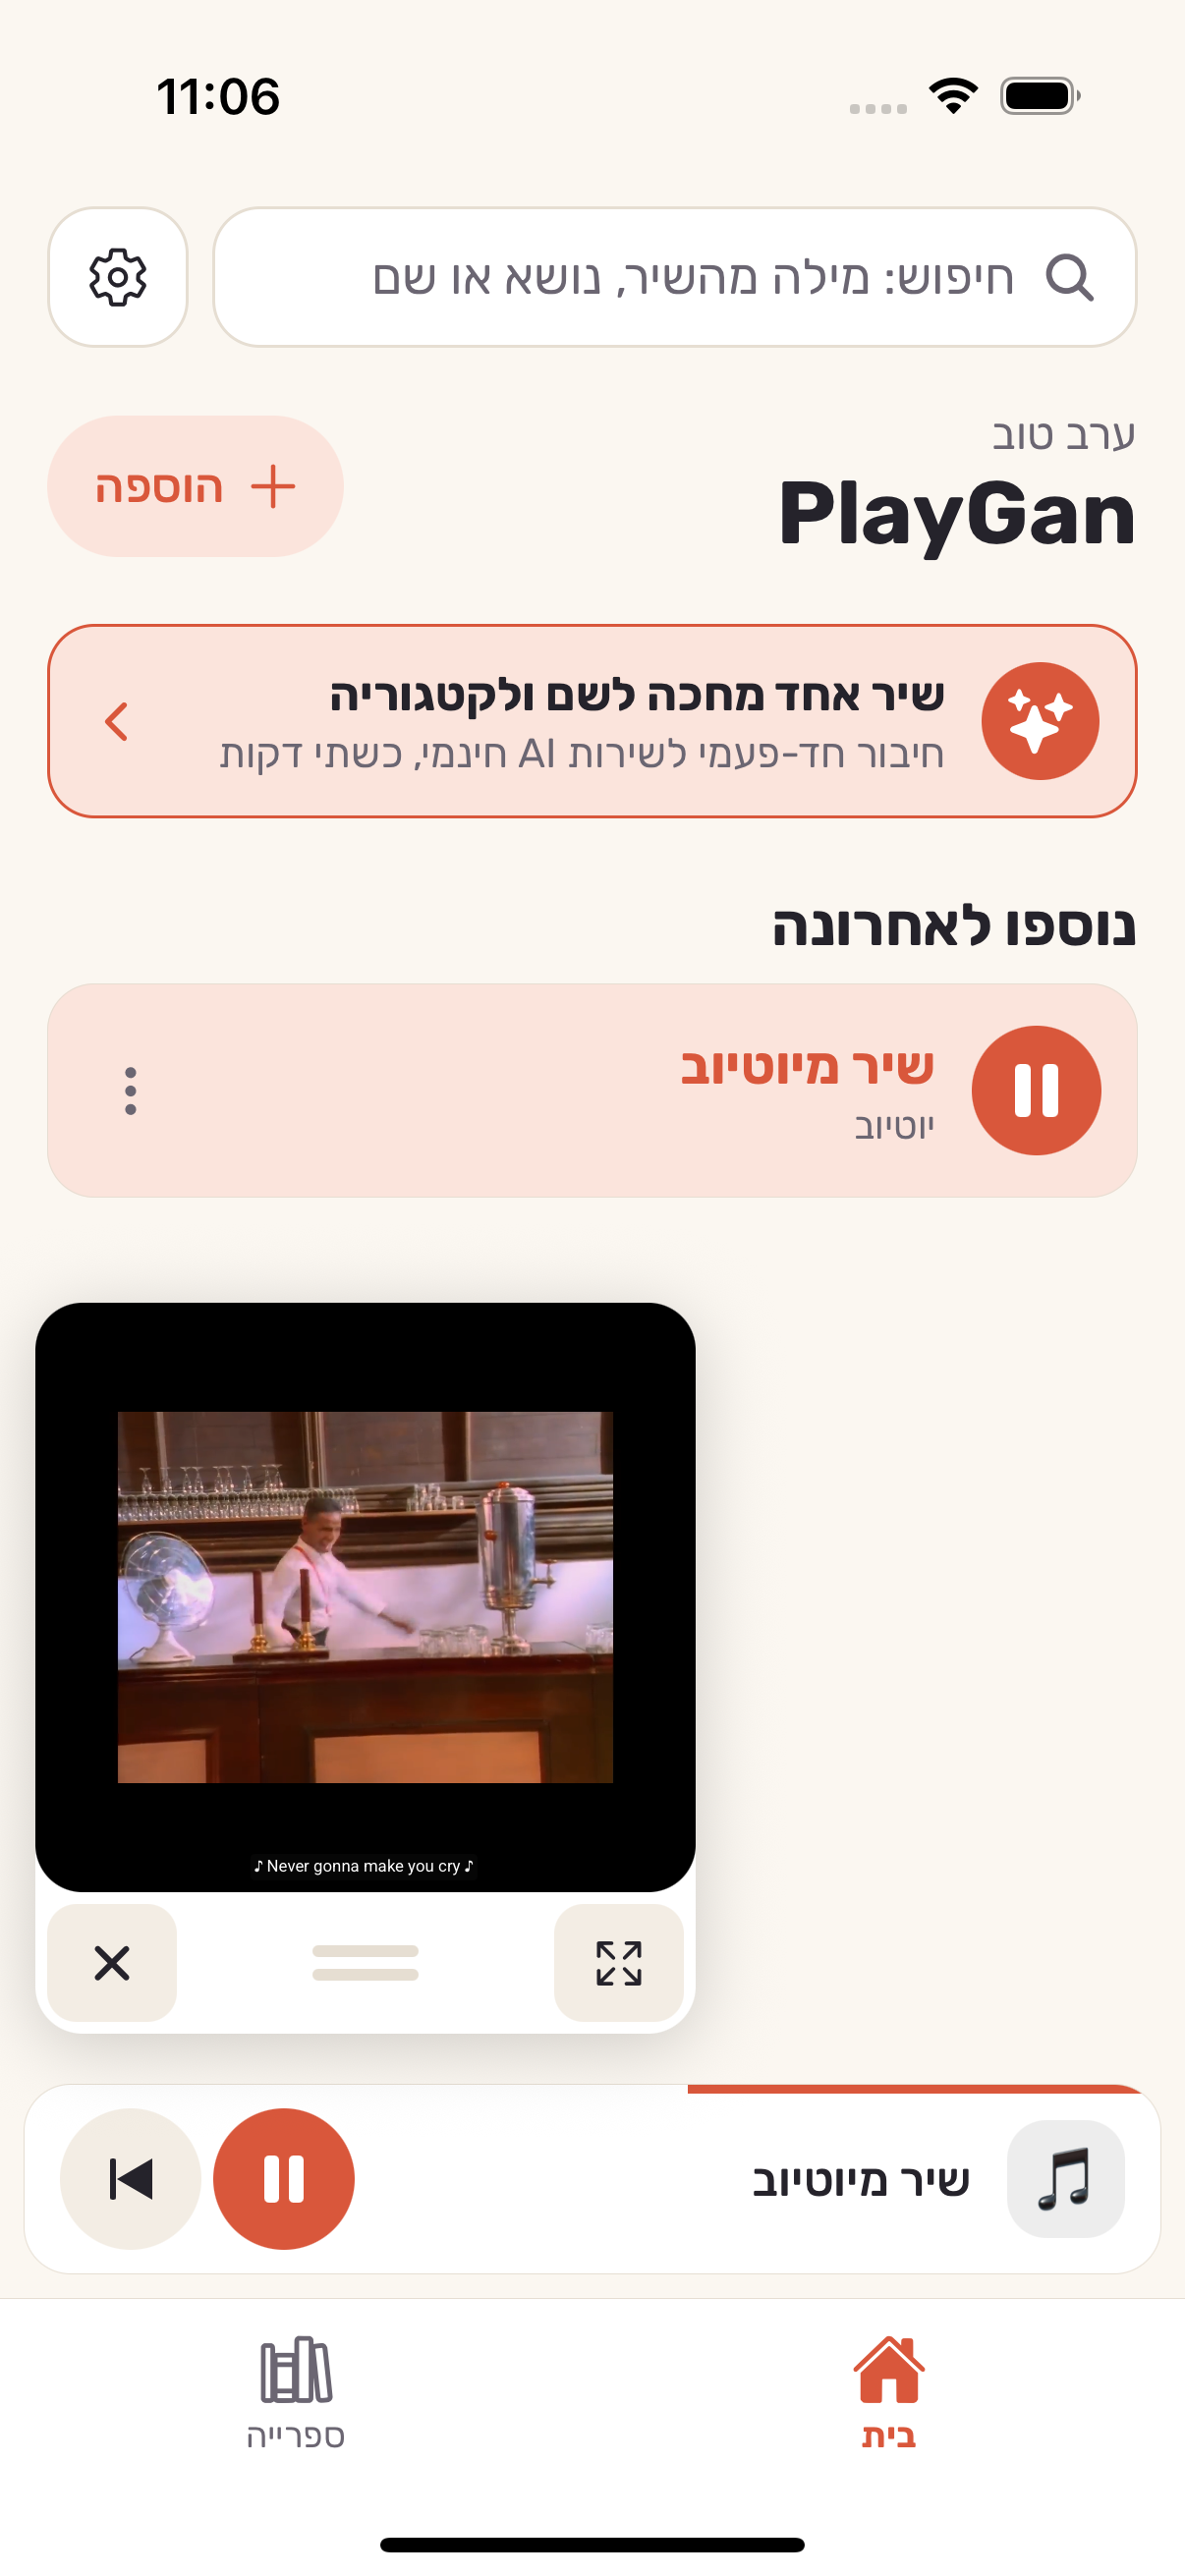 11:06
חיפוש: מילה מהשיר, נושא או שם
ערב טוב
PlayGan
הוספה
שיר אחד מחכה לשם ולקטגוריה
חיבור חד-פעמי לשירות AI חינמי, כשתי דקות
נוספו לאחרונה
שיר מיוטיוב
יוטיוב
♪ Never gonna make you cry ♪
שיר מיוטיוב
בית
ספרייה